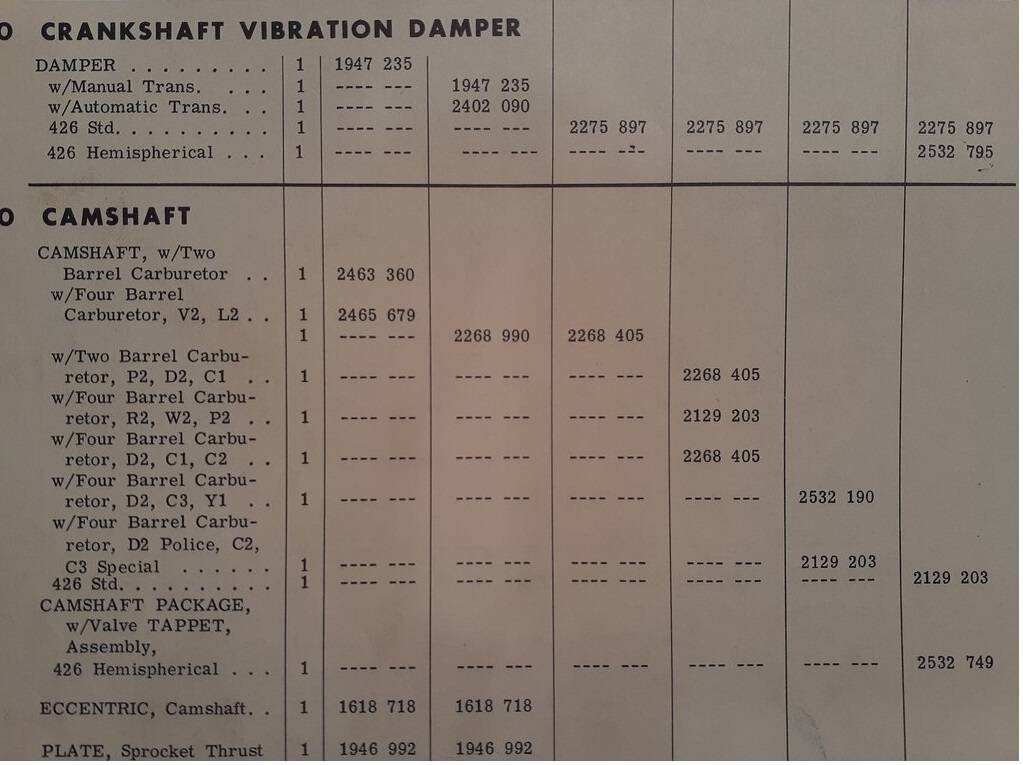 O CRANKSHAFT VIBRATION DAMPER
DAMPER . . . . . . . . . 1 1947 235
w/Manual Trans. . . . 1 ---- --- 1947 235
w/Automatic Trans. . . 1 ---- --- 2402 090
426 Std. . . . . . . . . . 1 ---- --- ---- --- 2275 897 2275 897 2275 897 2275 897
426 Hemispherical . . . 1 ---- --- ---- --- ---- --- ---- --- ---- --- 2532 795
O CAMSHAFT
CAMSHAFT, w/Two
Barrel Carburetor . . 1 2463 360
w/Four Barrel
Carburetor, V2, L2 . . 1 2465 679
1 ---- --- 2268 990 2268 405
w/Two Barrel Carbu-
retor, P2, D2, C1 . . 1 ---- --- ---- --- ---- --- 2268 405
w/Four Barrel Carbu-
retor, R2, W2, P2 . . 1 ---- --- ---- --- ---- --- 2129 203
w/Four Barrel Carbu-
retor, D2, C1, C2 . . 1 ---- --- ---- --- ---- --- 2268 405
w/Four Barrel Carbu-
retor, D2, C3, Y1 . . 1 ---- --- ---- --- ---- --- ---- --- 2532 190
w/Four Barrel Carbu-
retor, D2 Police, C2,
C3 Special . . . . . . 1 ---- --- ---- --- ---- --- ---- --- 2129 203
426 Std. . . . . . . . . . 1 ---- --- ---- --- ---- --- ---- --- ---- --- 2129 203
CAMSHAFT PACKAGE,
w/Valve TAPPET,
Assembly,
426 Hemispherical . . . 1 ---- --- ---- --- ---- --- ---- --- ---- --- 2532 749
ECCENTRIC, Camshaft. . 1 1618 718 1618 718
PLATE, Sprocket Thrust 1 1946 992 1946 992